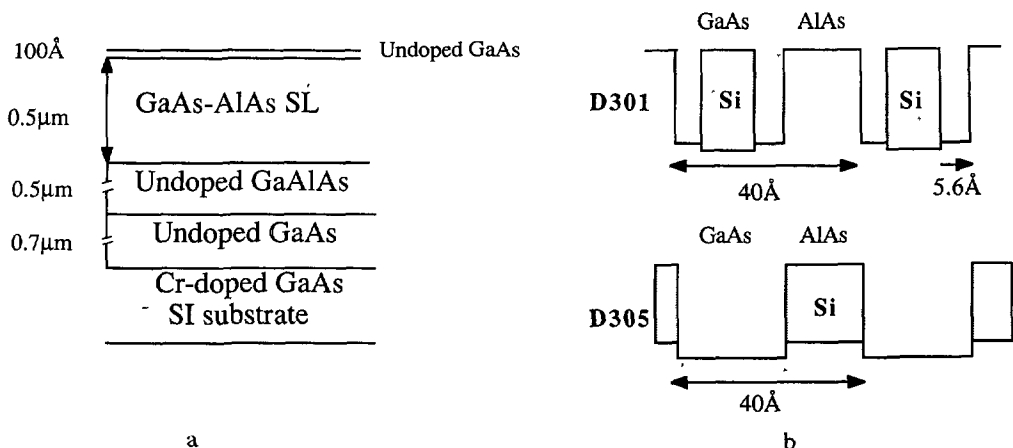 100Å
Undoped GaAs
GaAs-AlAs SL
0.5µm
Undoped GaAlAs
0.5µm
Undoped GaAs
0.7µm
Cr-doped GaAs
SI substrate
a
GaAs AlAs
D301
Si
Si
40Å
5.6Å
GaAs AlAs
D305
Si
40Å
b